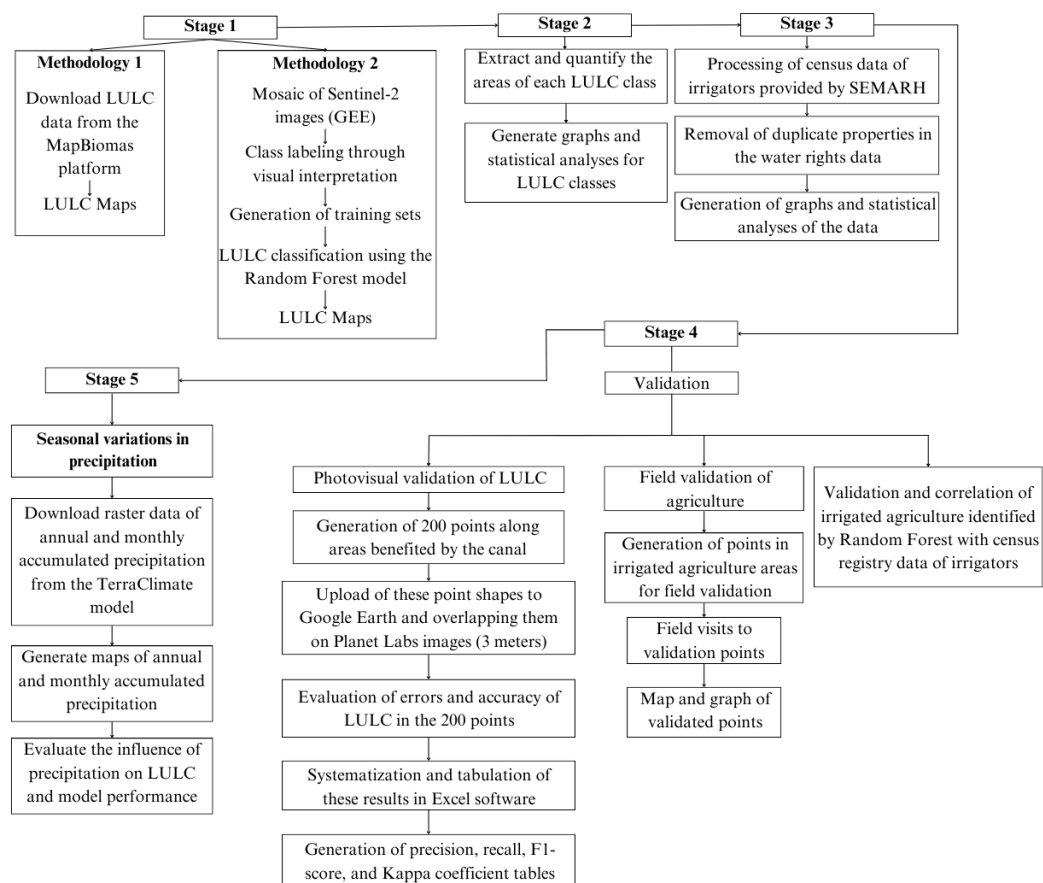 Stage 1
Methodology 1
Download LULC
data from the
MapBiomas
platform
LULC Maps
Methodology 2
Mosaic of Sentinel-2
images (GEE)
Class labeling through
visual interpretation
Generation of training sets
LULC classification using the
Random Forest model
LULC Maps
Stage 2
Extract and quantify the
areas of each LULC class
Generate graphs and
statistical analyses for
LULC classes
Stage 3
Processing of census data of
irrigators provided by SEMARH
Removal of duplicate properties in
the water rights data
Generation of graphs and statistical
analyses of the data
Stage 4
Validation
Photovisual validation of LULC
Generation of 200 points along
areas benefited by the canal
Upload of these point shapes to
Google Earth and overlapping them
on Planet Labs images (3 meters)
Evaluation of errors and accuracy of
LULC in the 200 points
Systematization and tabulation of
these results in Excel software
Generation of precision, recall, F1-
score, and Kappa coefficient tables
Field validation of
agriculture
Generation of points in
irrigated agriculture areas
for field validation
Field visits to
validation points
Map and graph of
validated points
Validation and correlation of
irrigated agriculture identified
by Random Forest with census
registry data of irrigators
Stage 5
Seasonal variations in
precipitation
Download raster data of
annual and monthly
accumulated precipitation
from the TerraClimate
model
Generate maps of annual
and monthly accumulated
precipitation
Evaluate the influence of
precipitation on LULC
and model performance